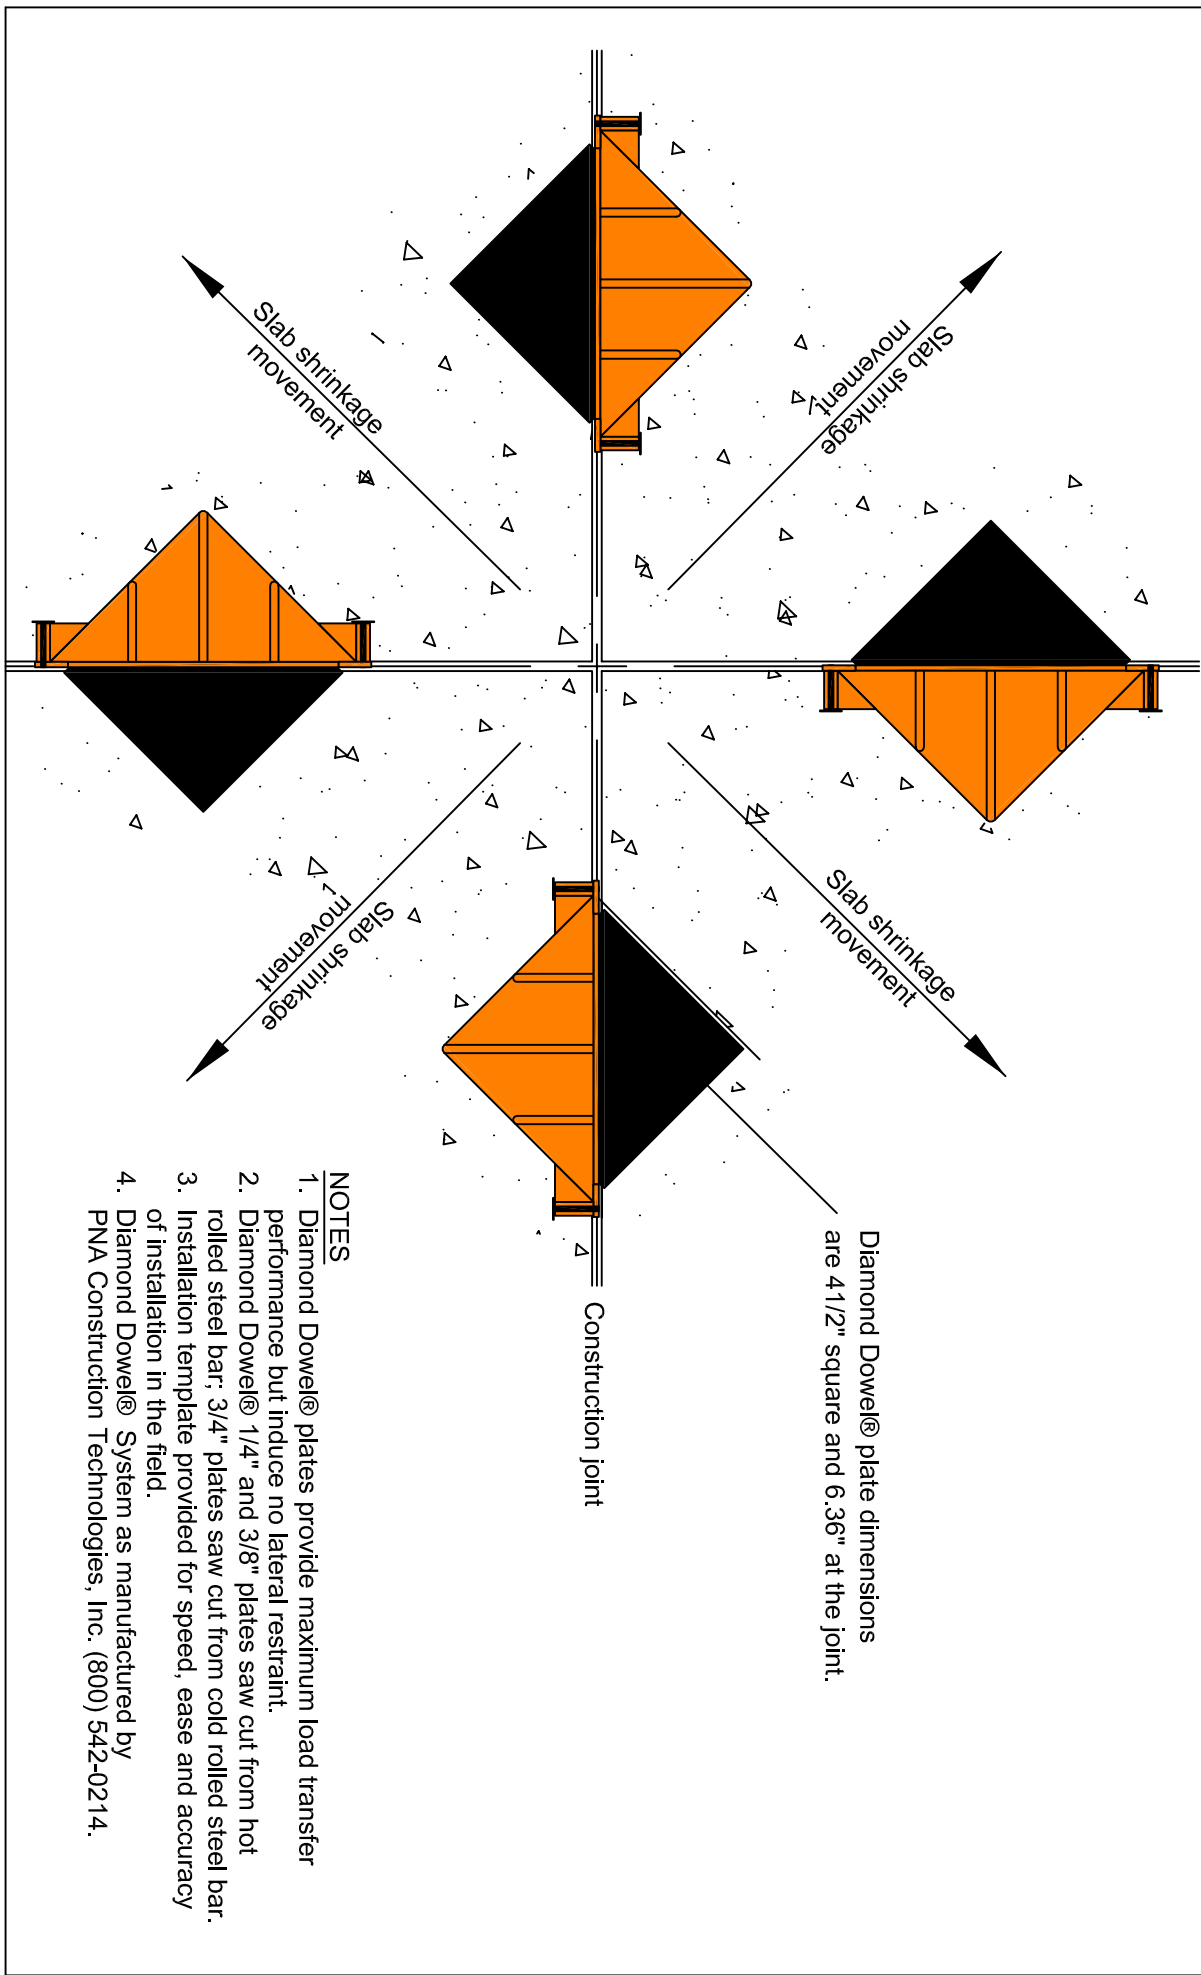 Slab shrinkage
movement
Slab shrinkage
movement
Slab shrinkage
movement
Slab shrinkage
movement
Diamond Dowel® plate dimensions
are 41/2" square and 6.36" at the joint.
Construction joint
NOTES
1. Diamond Dowel® plates provide maximum load transfer
performance but induce no lateral restraint.
2. Diamond Dowel® 1/4" and 3/8" plates saw cut from hot
rolled steel bar; 3/4" plates saw cut from cold rolled steel bar.
3. Installation template provided for speed, ease and accuracy
of installation in the field.
4. Diamond Dowel® System as manufactured by
PNA Construction Technologies, Inc. (800) 542-0214.